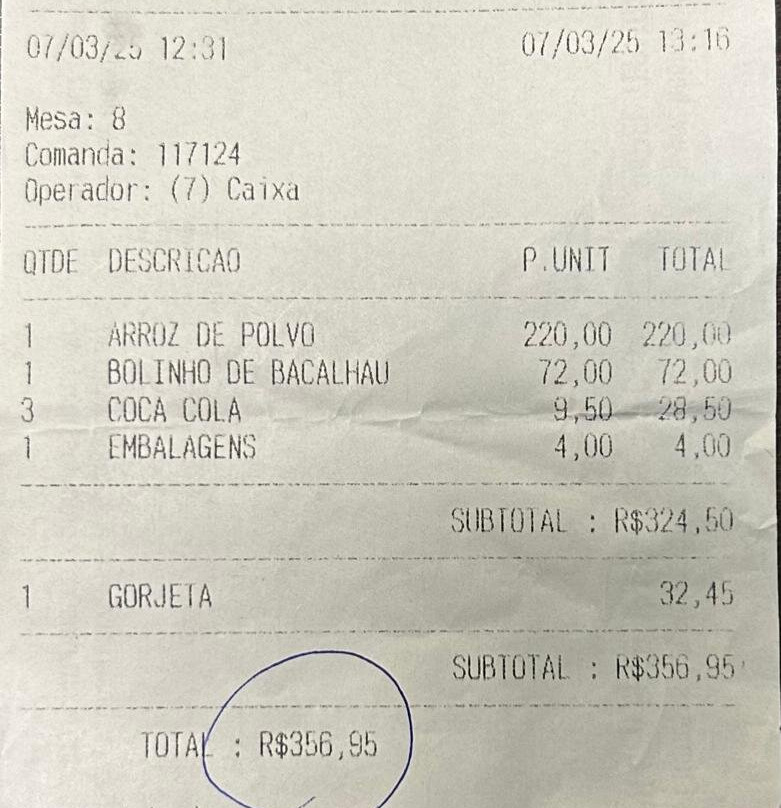 07/03/25 12:31 07/03/25 13:16
Mesa: 8
Comanda: 117124
Operador: (7) Caixa
QTDE DESCRICAO P.UNIT TOTAL
1 ARROZ DE POLVO 220,00 220,00
1 BOLINHO DE BACALHAU 72,00 72,00
3 COCA COLA 9,50 28,50
1 EMBALAGENS 4,00 4,00
SUBTOTAL : R$324,50
1 GORJETA 32,45
SUBTOTAL : R$356,95
TOTAL : R$356,95